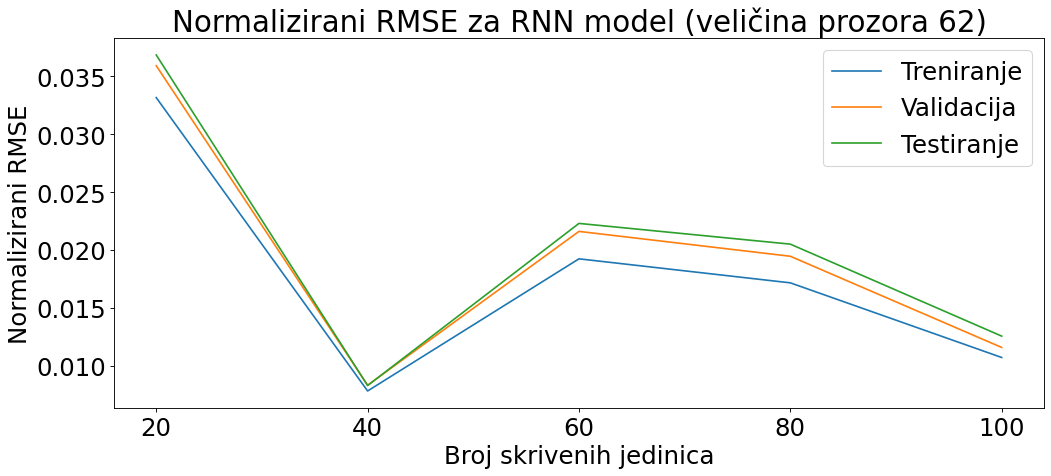 Normalizirani RMSE za RNN model (veličina prozora 62)
Treniranje
Validacija
Testiranje
Normalizirani RMSE
0.035
0.030
0.025
0.020
0.015
0.010
20 40 60 80 100
Broj skrivenih jedinica